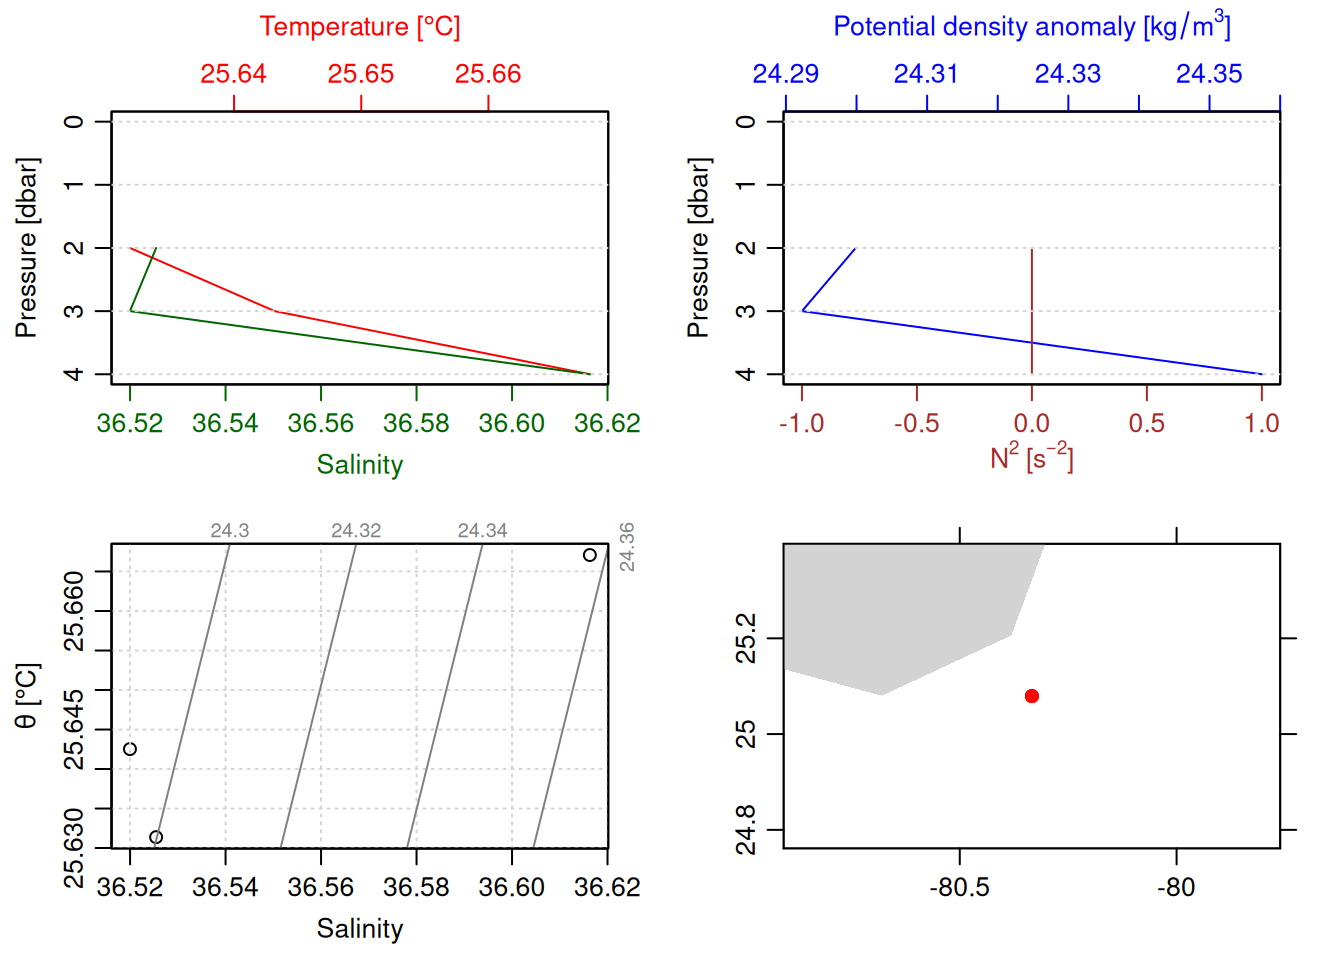 Temperature [°C]
25.64 25.65 25.66
0
1
2
3
4
Pressure [dbar]
36.52 36.54 36.56 36.58 36.60 36.62
Salinity
Potential density anomaly [kg/m³]
24.29 24.31 24.33 24.35
0
1
2
3
4
Pressure [dbar]
-1.0 -0.5 0.0 0.5 1.0
N² [s⁻²]
24.3 24.32 24.34 24.36
25.660
25.645
25.630
θ [°C]
36.52 36.54 36.56 36.58 36.60 36.62
Salinity
25.2
25
24.8
-80.5 -80